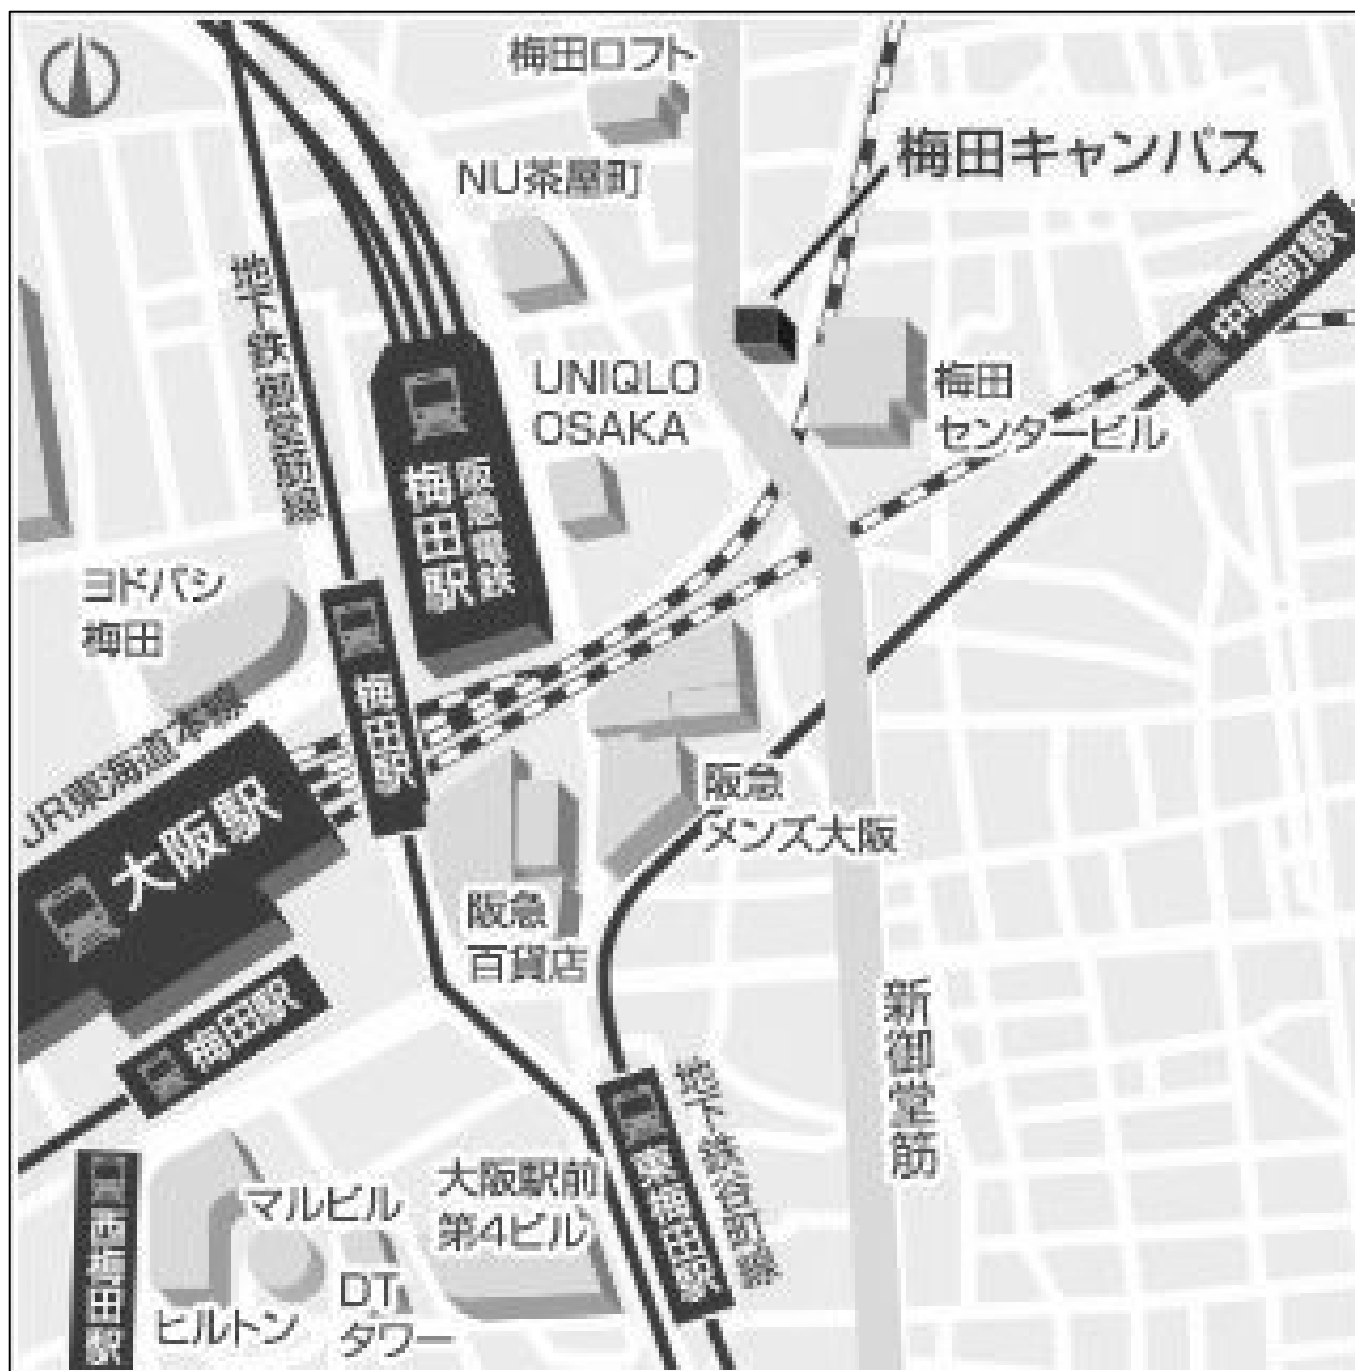 梅田ロフト
NU茶屋町
梅田キャンパス
中崎町駅
地下鉄御堂筋線
UNIQLO
OSAKA
梅田
センタービル
阪急電鉄
梅田駅
ヨドバシ
梅田
梅田駅
JR東海道本線
大阪駅
阪急
メンズ大阪
阪急
百貨店
梅田駅
新御堂筋
地下鉄谷町線
東梅田駅
大阪駅前
第4ビル
マルビル
西梅田駅
DT
タワー
ヒルトン